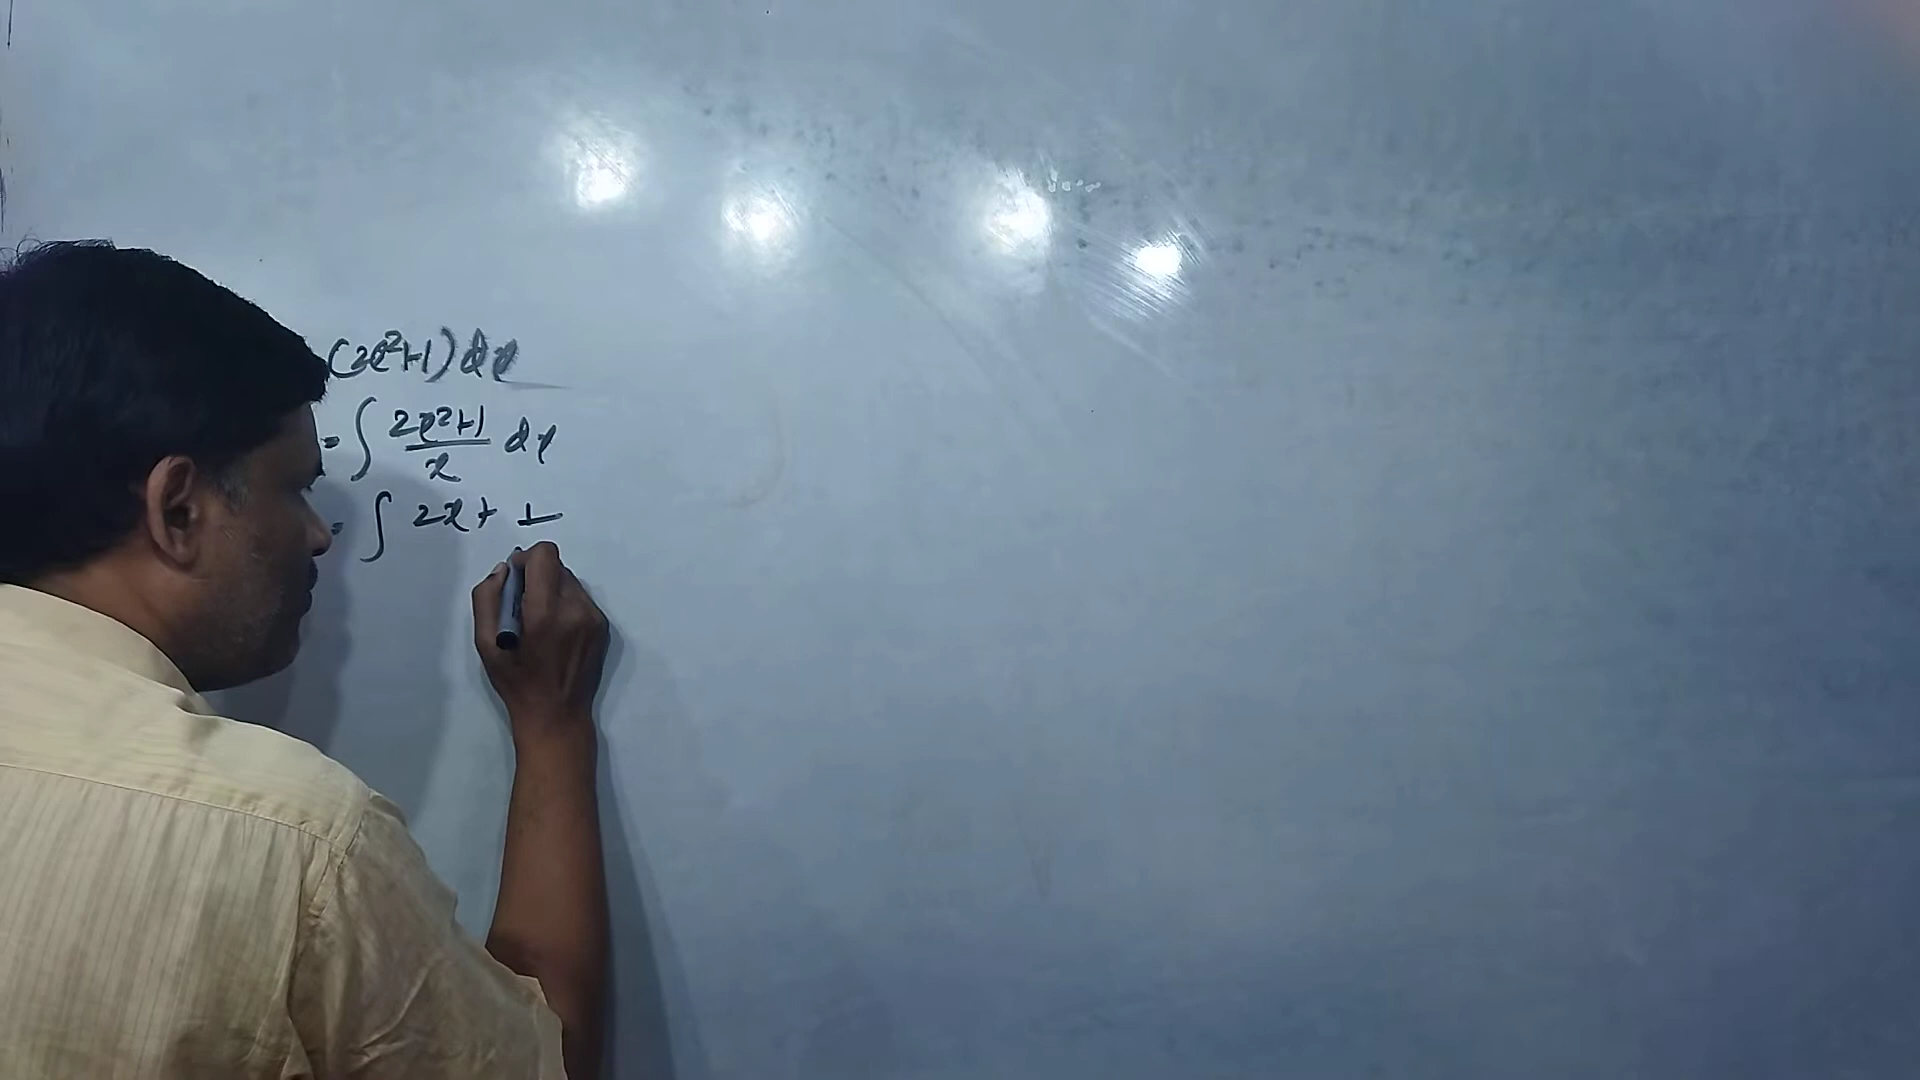 (2x²+1) dx
= ∫ 2x²+1 / x dx
= ∫ 2x + 1